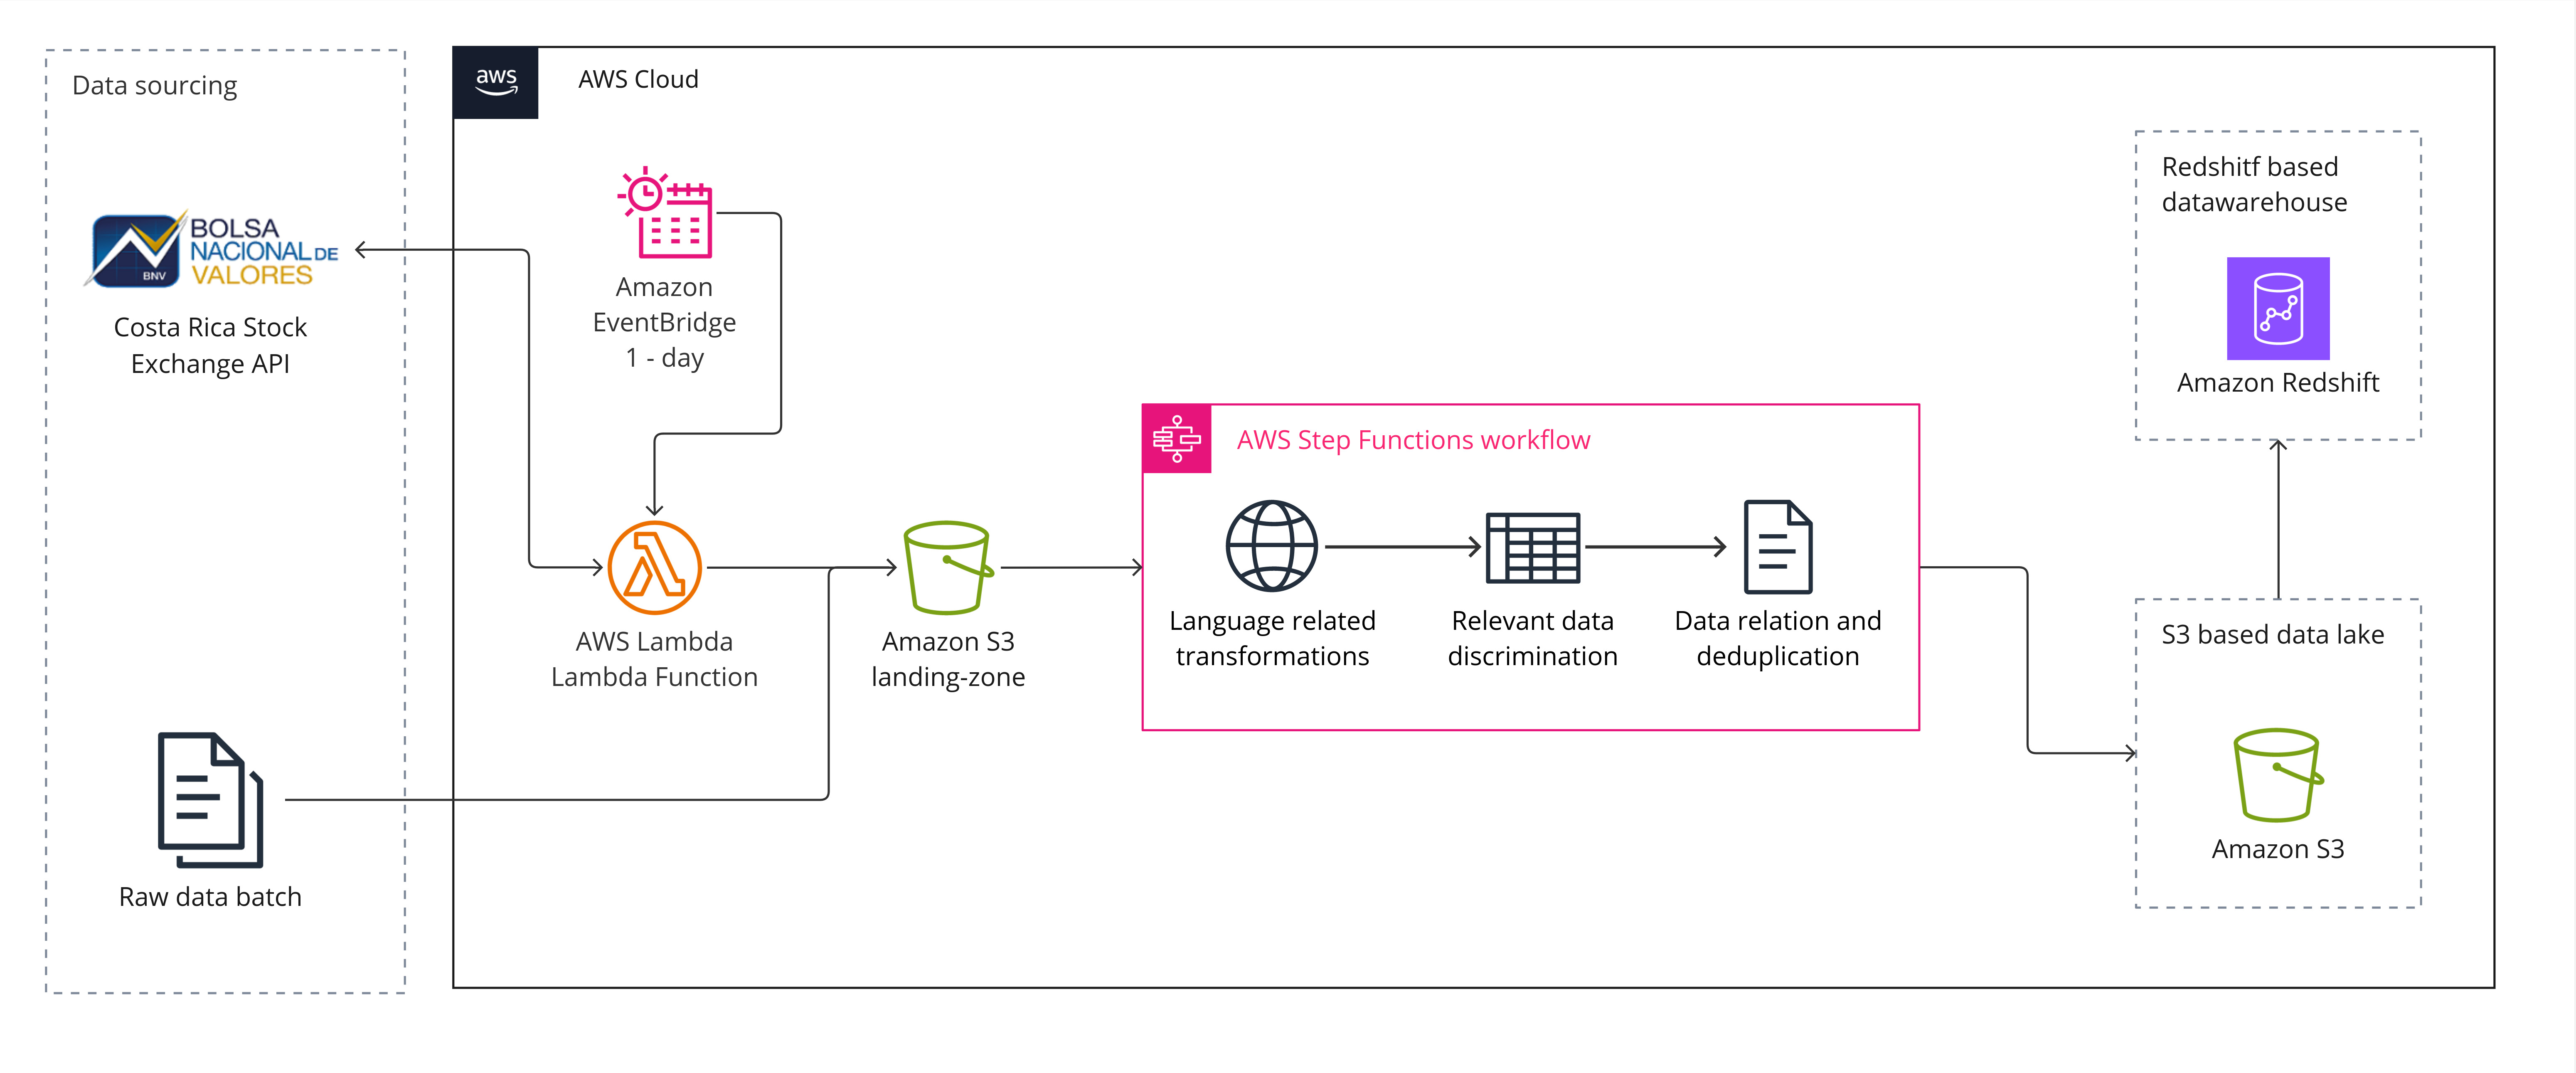 Data sourcing
BOLSA
NACIONAL DE
VALORES
BNV
Costa Rica Stock
Exchange API
Raw data batch
aws
AWS Cloud
Amazon
EventBridge
1 - day
AWS Lambda
Lambda Function
Amazon S3
landing-zone
AWS Step Functions workflow
Language related
transformations
Relevant data
discrimination
Data relation and
deduplication
Redshitf based
datawarehouse
Amazon Redshift
S3 based data lake
Amazon S3